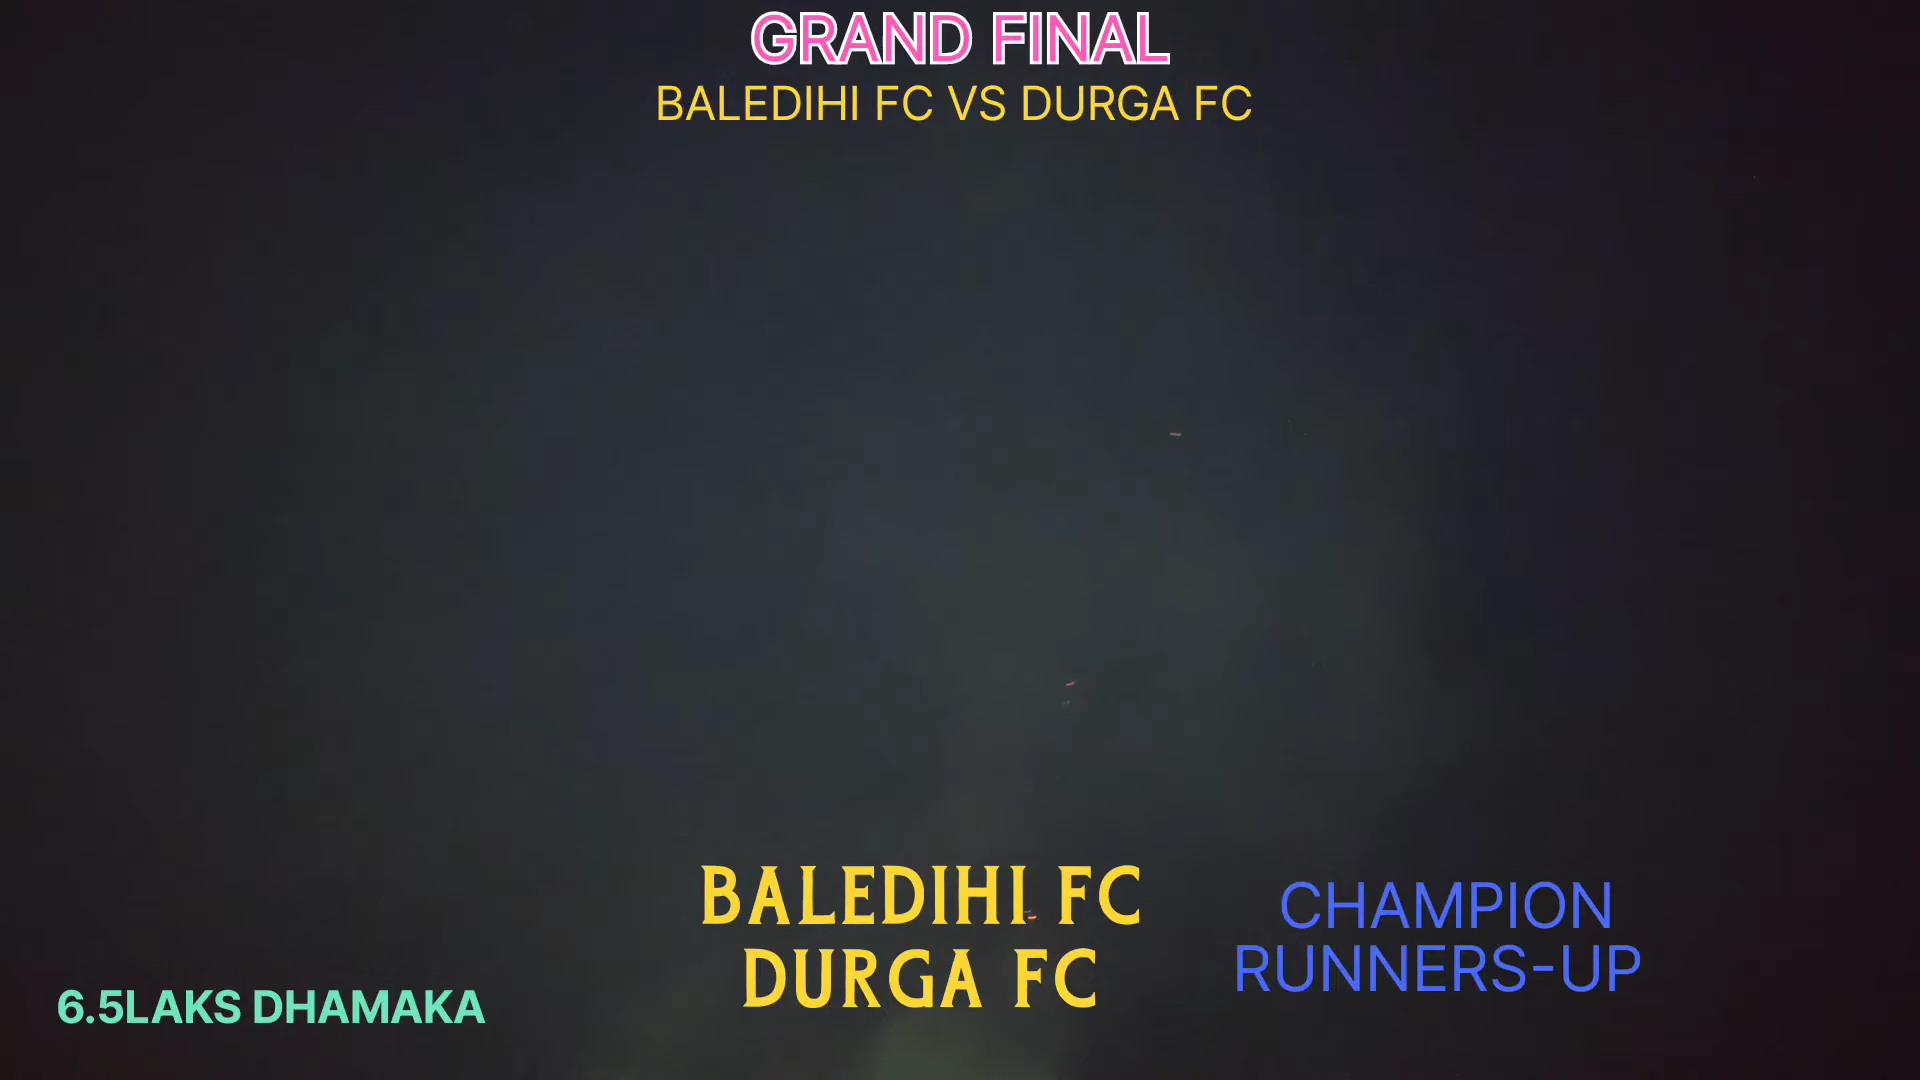 GRAND FINAL
BALEDIHI FC VS DURGA FC
BALEDIHI FC
CHAMPION
DURGA FC
RUNNERS-UP
6.5LAKS DHAMAKA